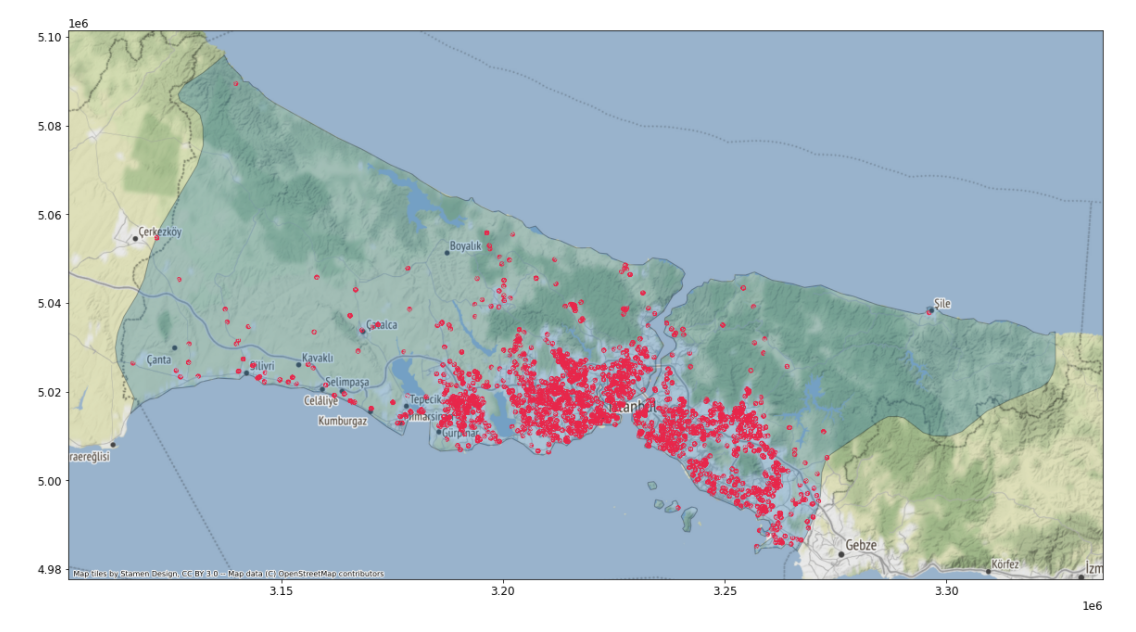 1e6
5.10
5.08
5.06
5.04
5.02
5.00
4.98
Çerkezköy
Boyalık
Şile
Çatalca
Çanta
Silivri
Kavaklı
Selimpaşa
Celâliye
Tepecik
Kumburgaz
Gürpınar
İstanbul
raereğlisi
Gebze
Körfez
İzm
Map tiles by Stamen Design, CC BY 3.0 -- Map data (C) OpenStreetMap contributors
3.15
3.20
3.25
3.30
1e6